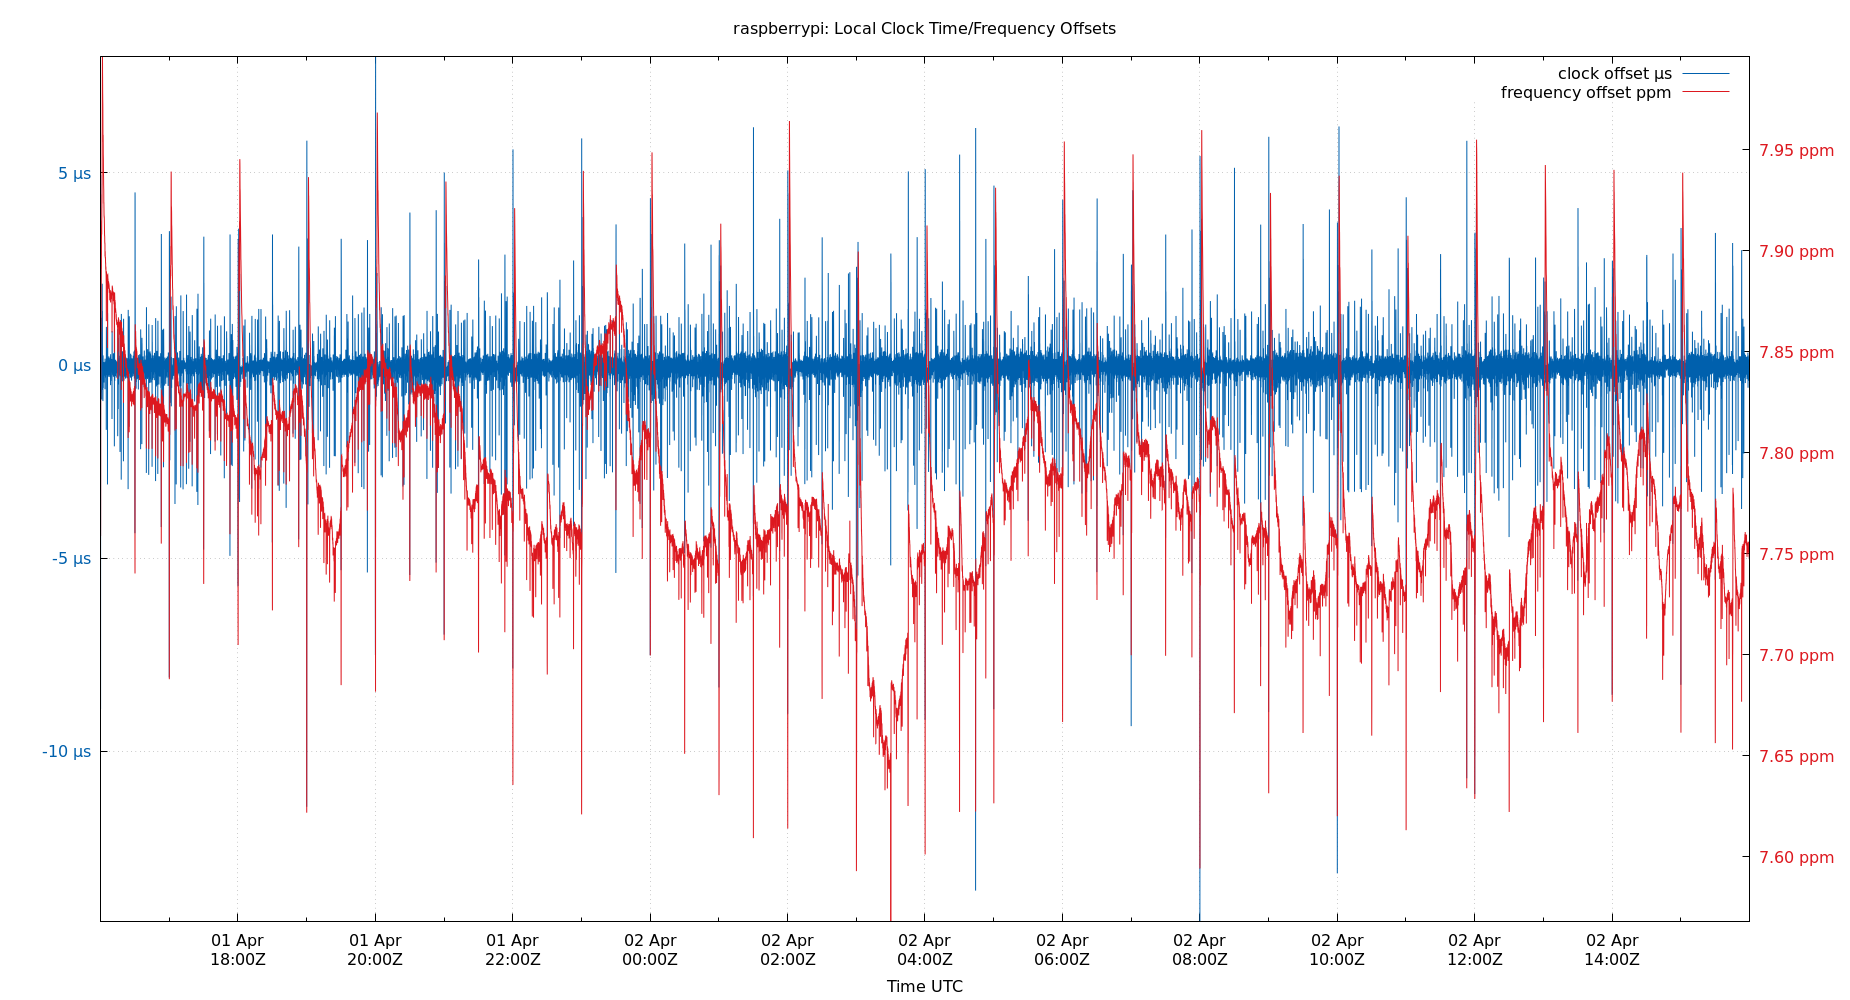 raspberrypi: Local Clock Time/Frequency Offsets
clock offset µs
frequency offset ppm
5 µs
0 µs
-5 µs
-10 µs
7.95 ppm
7.90 ppm
7.85 ppm
7.80 ppm
7.75 ppm
7.70 ppm
7.65 ppm
7.60 ppm
01 Apr
18:00Z
01 Apr
20:00Z
01 Apr
22:00Z
02 Apr
00:00Z
02 Apr
02:00Z
02 Apr
04:00Z
02 Apr
06:00Z
02 Apr
08:00Z
02 Apr
10:00Z
02 Apr
12:00Z
02 Apr
14:00Z
Time UTC